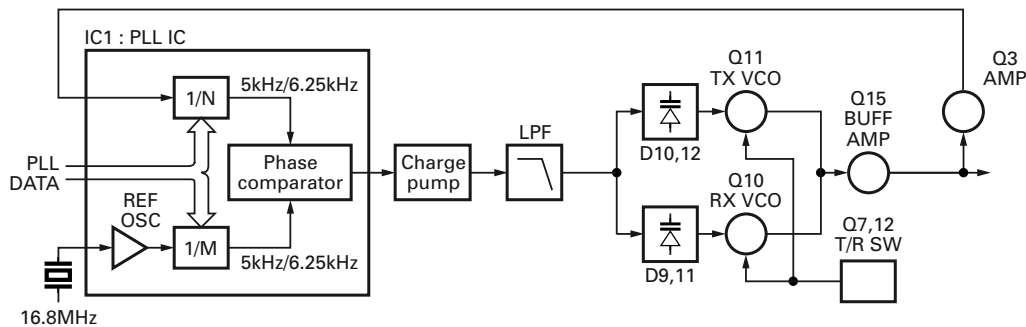 IC1 : PLL IC
5kHz/6.25kHz
1/N
PLL
DATA
Phase
comparator
REF
OSC
1/M
5kHz/6.25kHz
16.8MHz
Charge
pump
LPF
D10,12
D9,11
Q11
TX VCO
Q10
RX VCO
Q15
BUFF
AMP
Q3
AMP
Q7,12
T/R SW